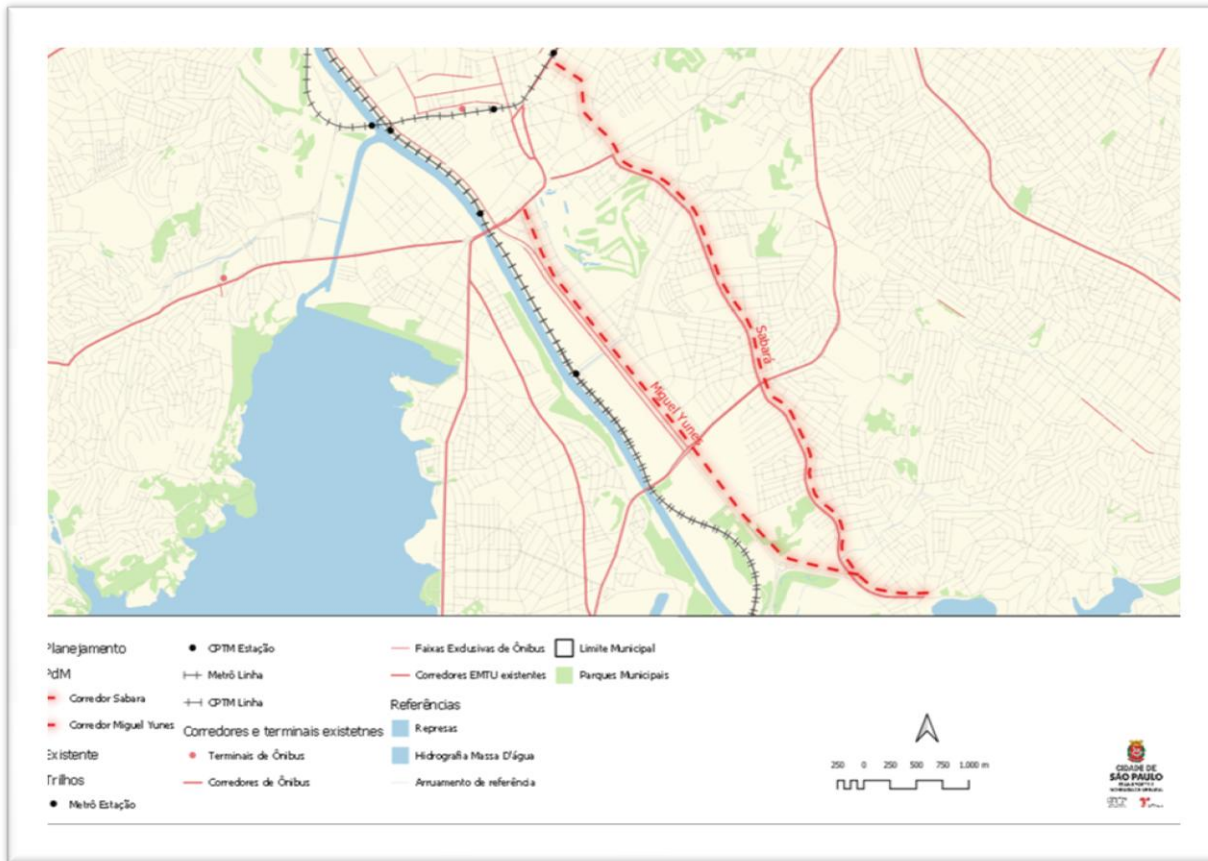 Sabará
Miguel Yunes
Planejamento
PdM
Corredor Sabara
Corredor Miguel Yunes
Existente
Trilhos
Metrô Estação
CPTM Estação
Metrô Linha
CPTM Linha
Corredores e terminais existetnes
Terminais de Ônibus
Corredores de Ônibus
Faixas Exclusivas de Ônibus
Corredores EMTU existentes
Referências
Represas
Hidrografia Massa D'água
Arruamento de referência
Limite Municipal
Parques Municipais
250 0 250 500 750 1.000 m
CIDADE DE
SÃO PAULO